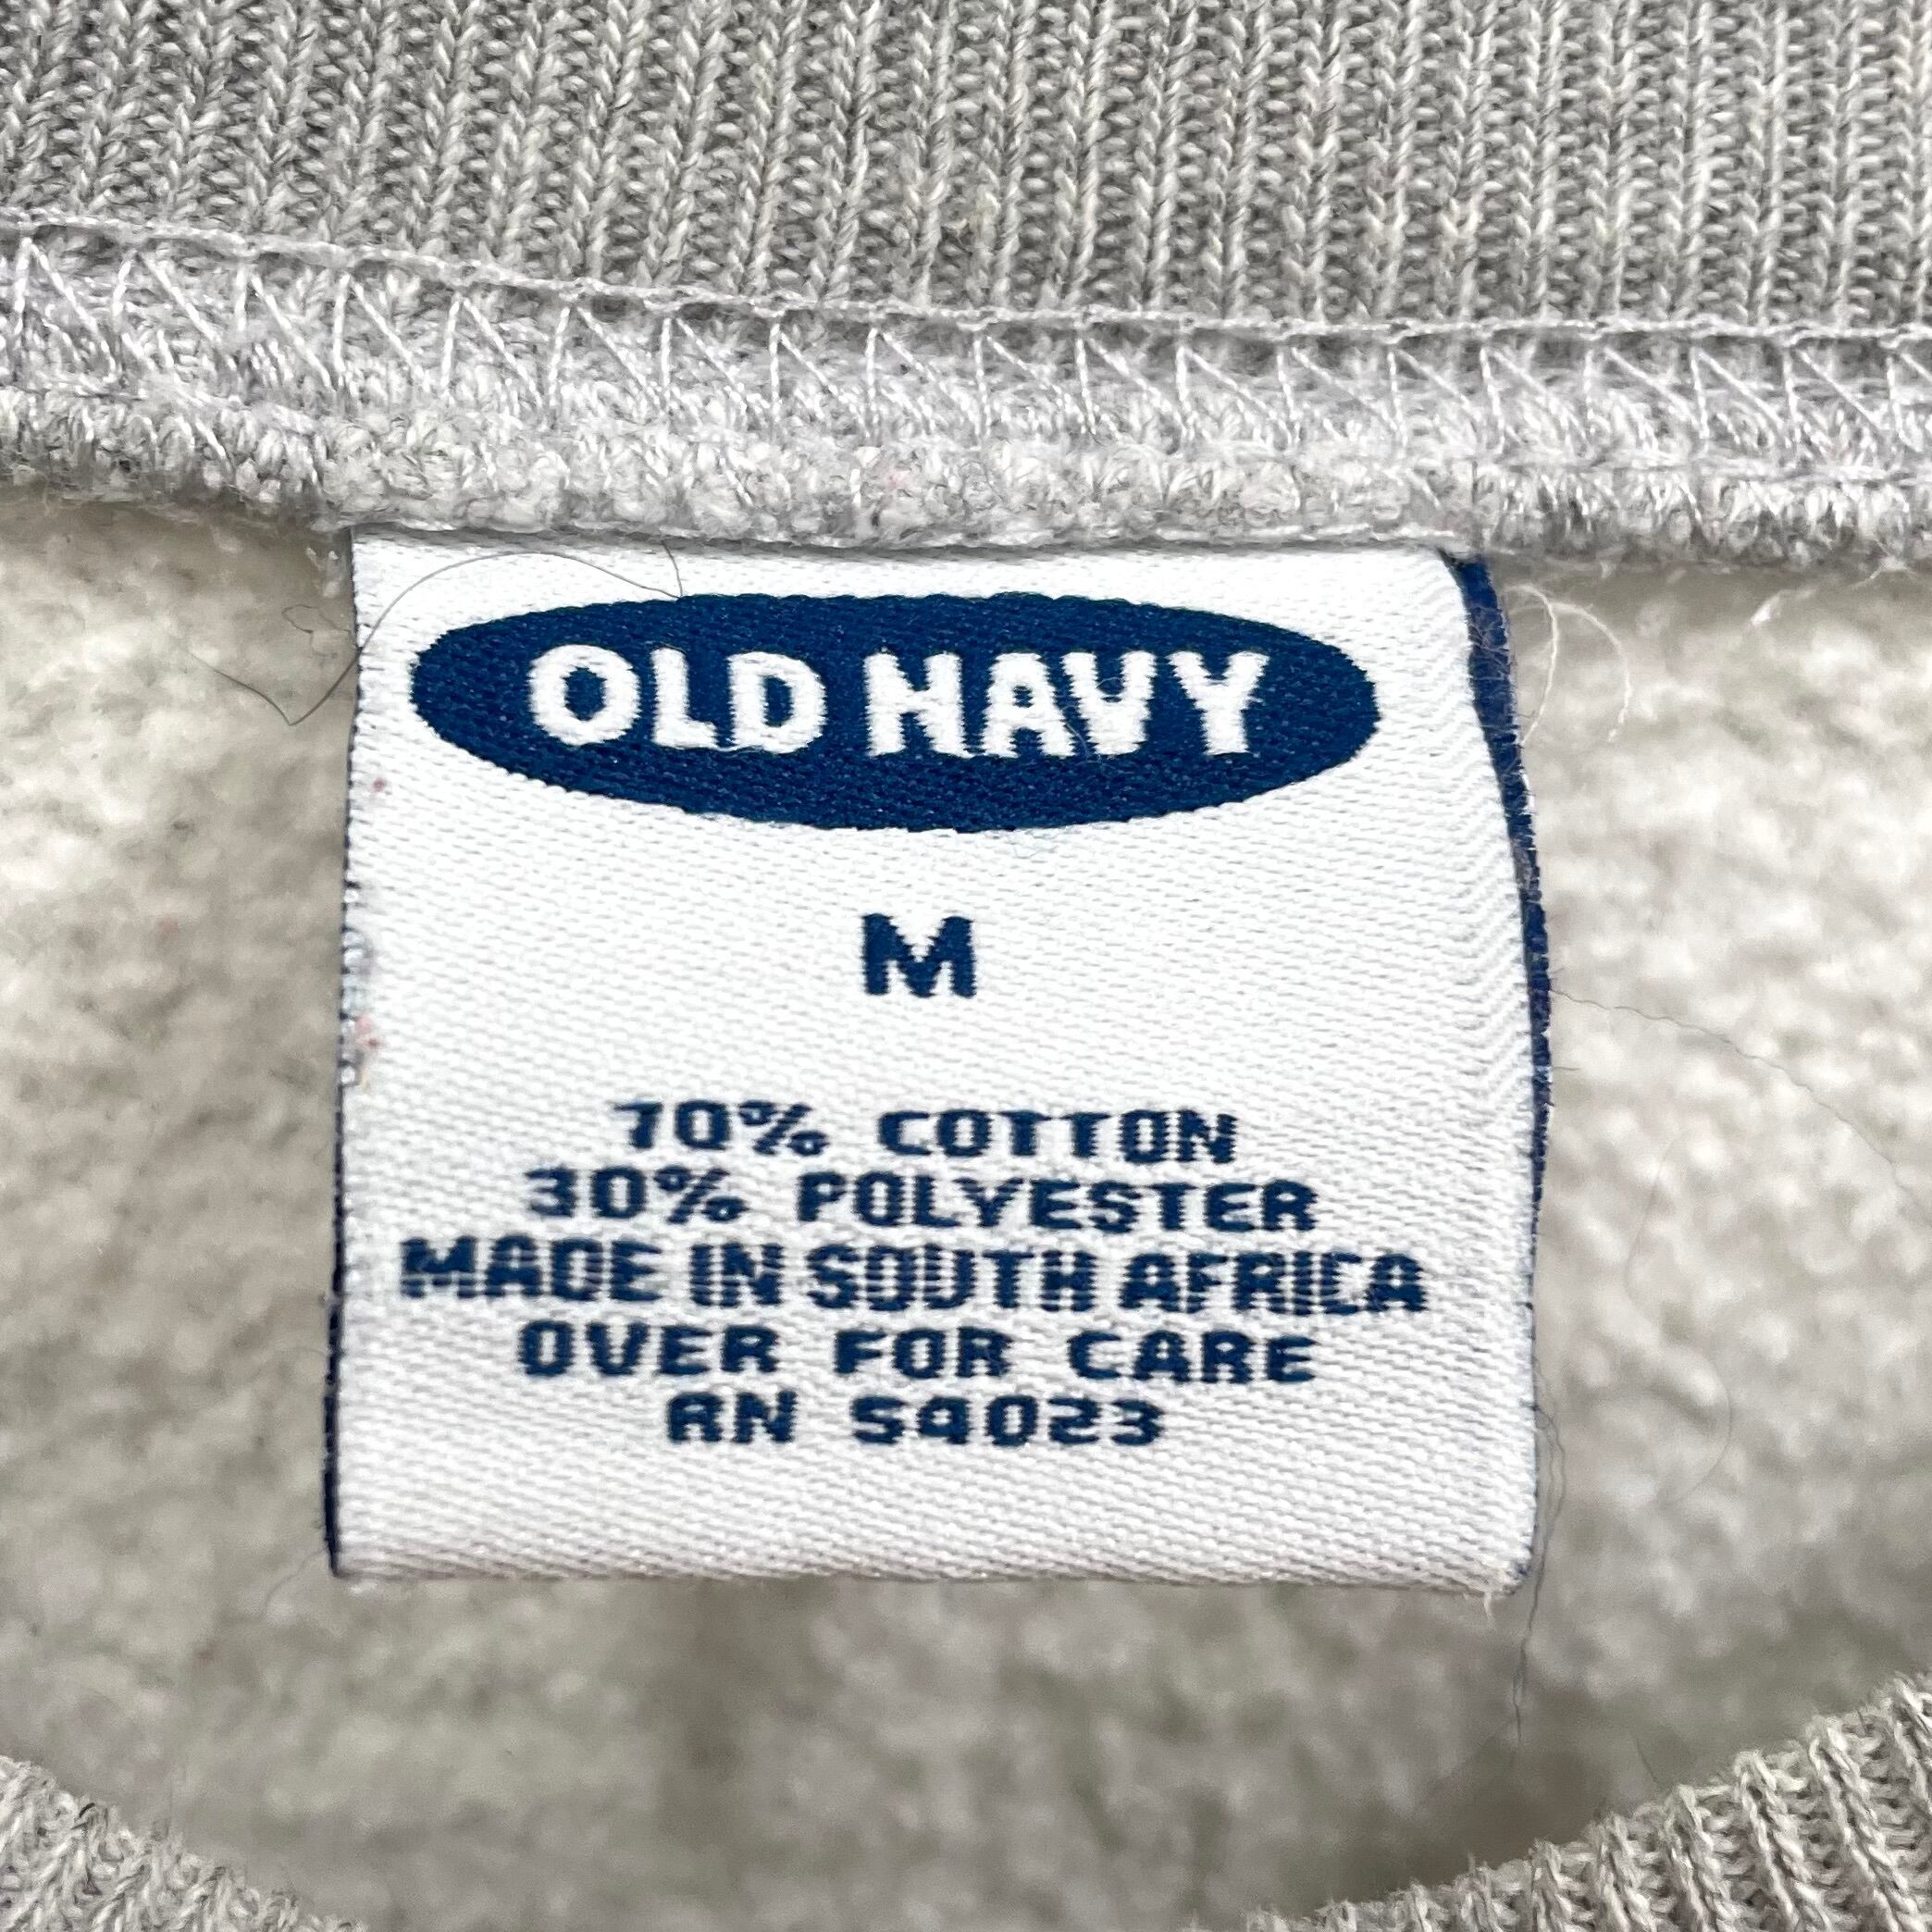 OLD NAVY
M
70% COTTON
30% POLYESTER
MADE IN SOUTH AFRICA
OVER FOR CARE
RN 54023